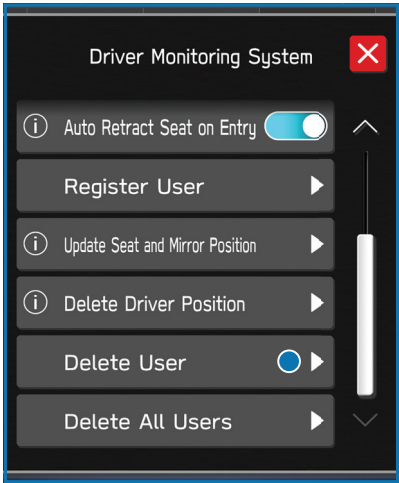 Driver Monitoring System
Auto Retract Seat on Entry
Register User
Update Seat and Mirror Position
Delete Driver Position
Delete User
Delete All Users